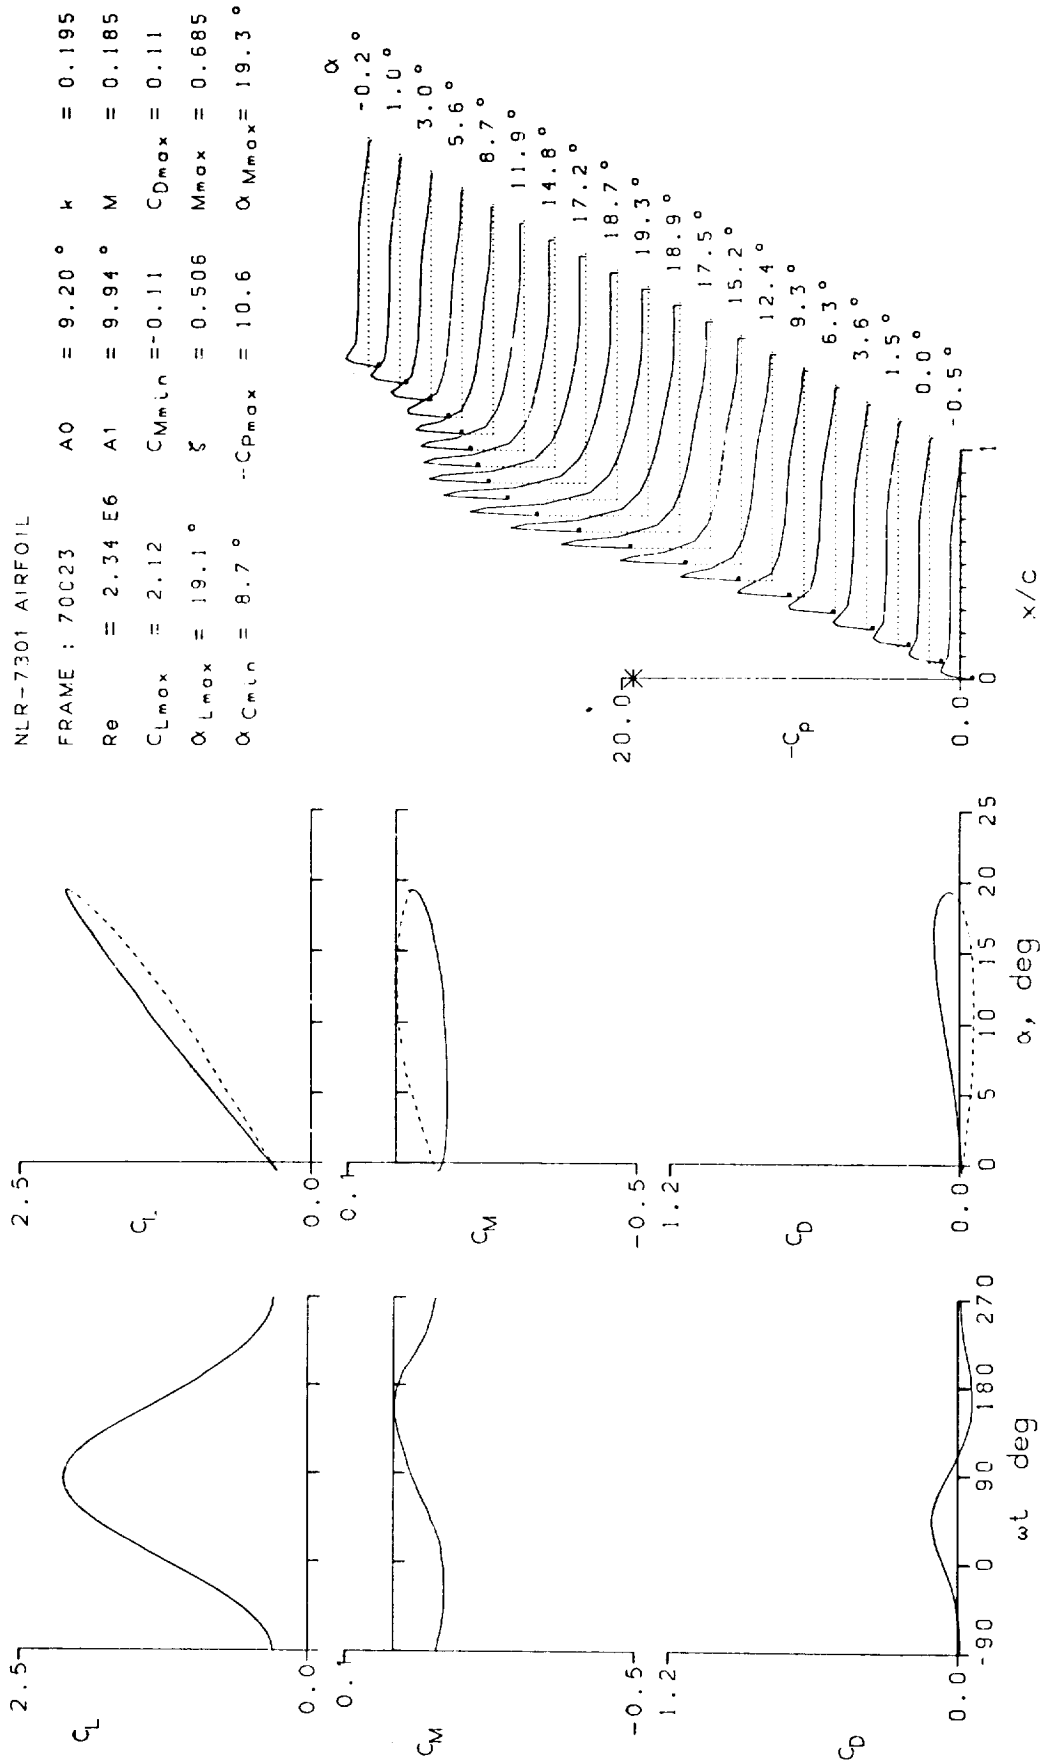 NLR-7301 AIRFOIL
FRAME : 70C23 A0 = 9.20° k = 0.195
Re = 2.34 E6 A1 = 9.94° M = 0.185
CLmax = 2.12 CMmin =-0.11 CDmax = 0.11
αLmax = 19.1° ζ = 0.506 Mmax = 0.685
αCmin = 8.7° -CPmax = 10.6 αMmax= 19.3°
2.5
CL
0.0
0.1
CM
-0.5
1.2
CD
0.0
-90 0 90 180 270
ωt deg
2.5
CL
0.0
0.1
CM
-0.5
1.2
CD
0.0
0 5 10 15 20 25
α, deg
α
-0.2°
1.0°
3.0°
5.6°
8.7°
11.9°
14.8°
17.2°
18.7°
19.3°
18.9°
17.5°
15.2°
12.4°
9.3°
6.3°
3.6°
1.5°
0.0°
-0.5°
20.0
-Cp
0.0
0 1
x/c